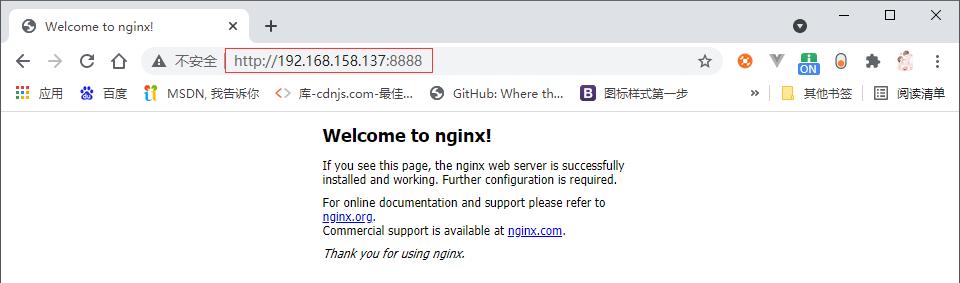 Welcome to nginx!
不安全 | http://192.168.158.137:8888
ON
应用 百度 MSDN, 我告诉你 库-cdnjs.com-最佳... GitHub: Where th... B 图标样式第一步 » 其他书签 阅读清单
Welcome to nginx!
If you see this page, the nginx web server is successfully
installed and working. Further configuration is required.
For online documentation and support please refer to
nginx.org.
Commercial support is available at nginx.com.
Thank you for using nginx.